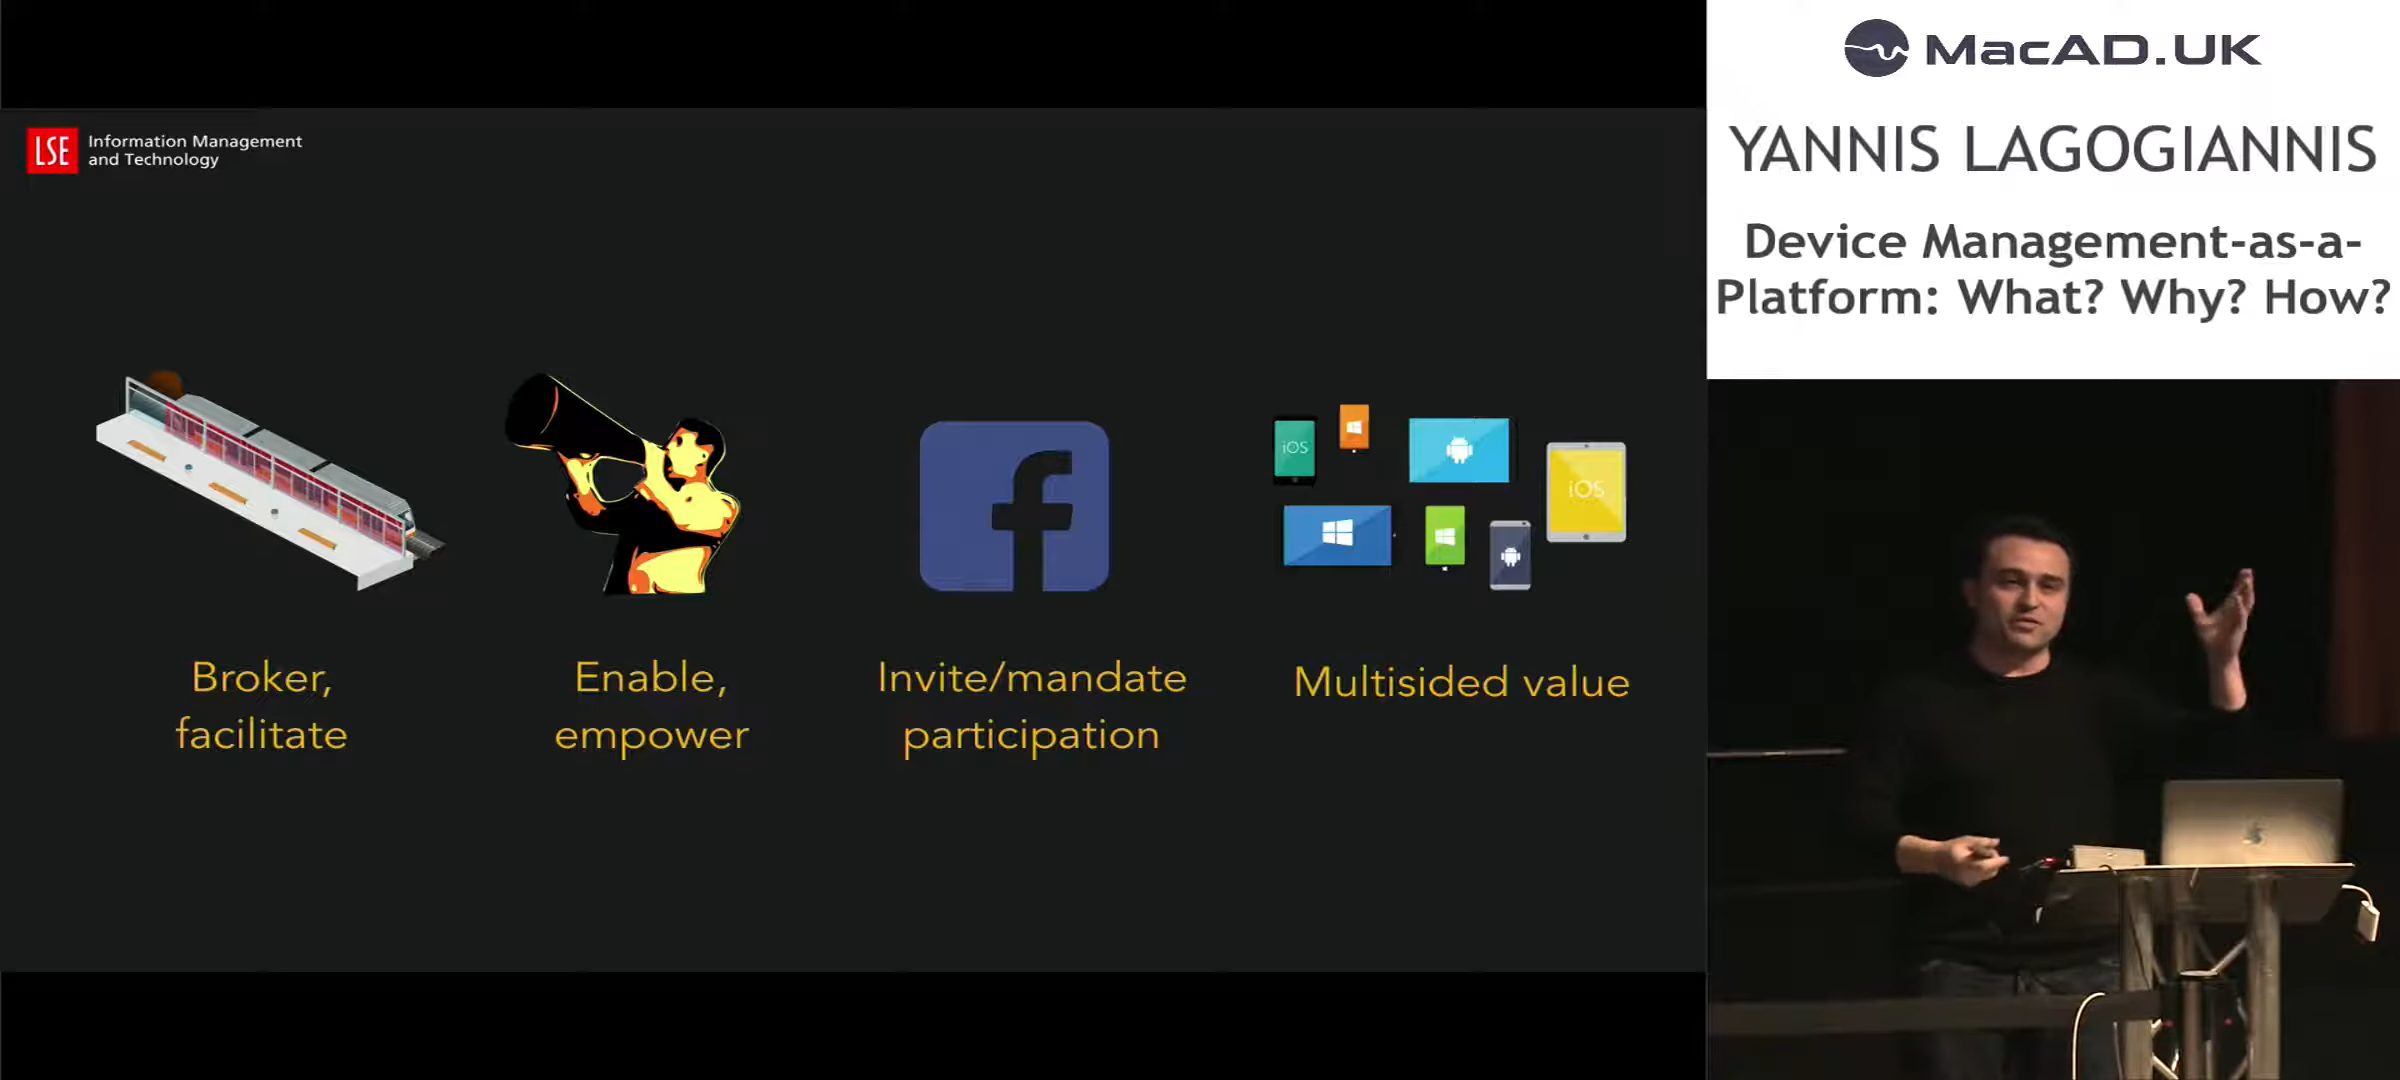 LSE
Information Management
and Technology
iOS
iOS
Broker,
facilitate
Enable,
empower
Invite/mandate
participation
Multisided value
MacAD.UK
YANNIS LAGOGIANNIS
Device Management-as-a-
Platform: What? Why? How?